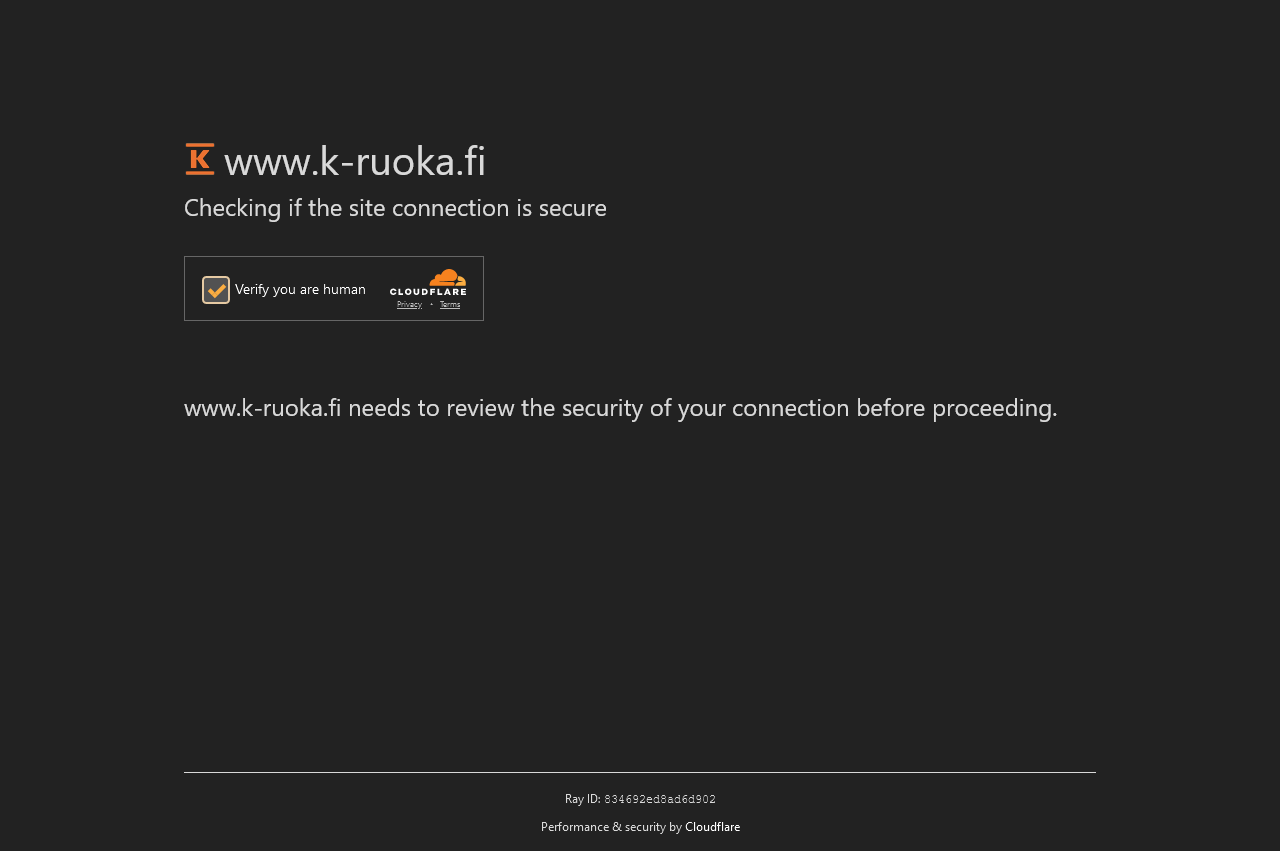 K www.k-ruoka.fi
Checking if the site connection is secure
Verify you are human
CLOUDFLARE
Privacy • Terms
www.k-ruoka.fi needs to review the security of your connection before proceeding.
Ray ID: 834692ed8ad6d902
Performance & security by Cloudflare